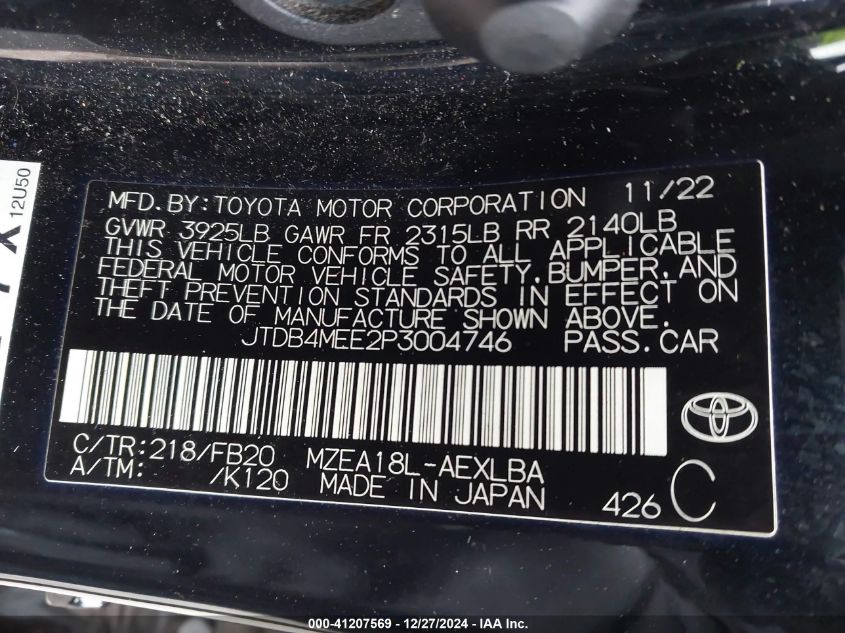 12U50
MFD.BY:TOYOTA MOTOR CORPORATION 11/22
GVWR 3925LB GAWR FR 2315LB RR 2140LB
THIS VEHICLE CONFORMS TO ALL APPLICABLE
FEDERAL MOTOR VEHICLE SAFETY,BUMPER,AND
THEFT PREVENTION STANDARDS IN EFFECT ON
THE DATE OF MANUFACTURE SHOWN ABOVE.
JTDB4MEE2P3004746 PASS.CAR
C/TR:218/FB20 MZEA18L-AEXLBA
A/TM: /K120 MADE IN JAPAN 426 C
000-41207569 | 12/27/2024 - IAA Inc.